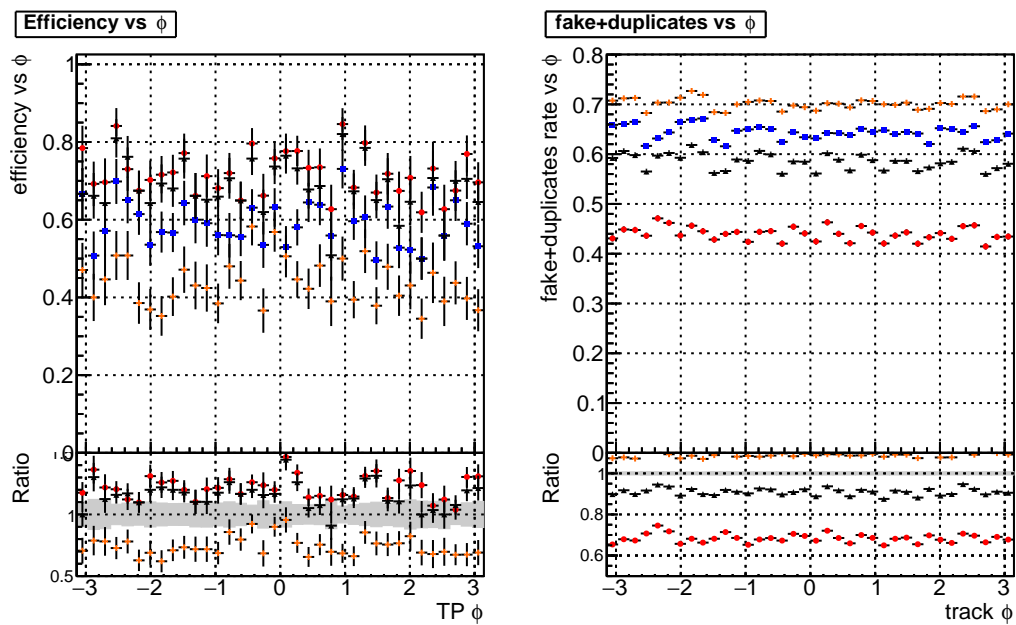 Efficiency vs ϕ
efficiency vs ϕ
1
0.8
0.6
0.4
0.2
0
Ratio
1
0.5
−3 −2 −1 0 1 2 3
TP ϕ
fake+duplicates vs ϕ
fake+duplicates rate vs ϕ
0.8
0.7
0.6
0.5
0.4
0.3
0.2
0.1
0
Ratio
1
0.8
0.6
−3 −2 −1 0 1 2 3
track ϕ